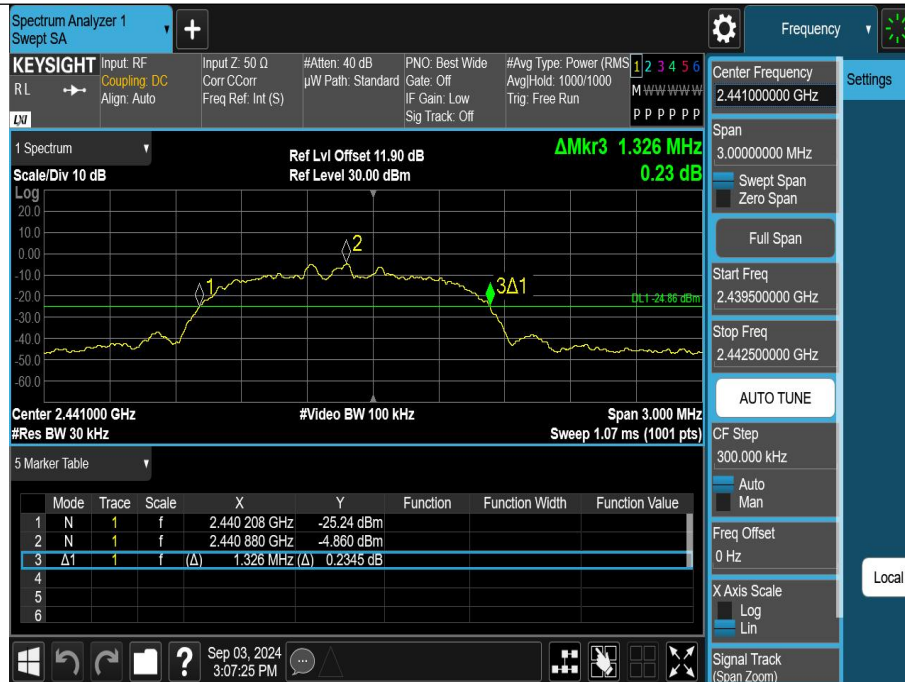 Spectrum Analyzer 1
Swept SA
+
Frequency
KEYSIGHT
RL
LXI
Input: RF
Coupling: DC
Align: Auto
Input Z: 50 Ω
Corr CCorr
Freq Ref: Int (S)
#Atten: 40 dB
µW Path: Standard
PNO: Best Wide
Gate: Off
IF Gain: Low
Sig Track: Off
#Avg Type: Power (RMS
Avg|Hold: 1000/1000
Trig: Free Run
1 2 3 4 5 6
M W W W W W
P P P P P P
1 Spectrum
Scale/Div 10 dB
Ref Lvl Offset 11.90 dB
Ref Level 30.00 dBm
ΔMkr3 1.326 MHz
0.23 dB
Log
20.0
10.0
0.00
-10.0
-20.0
-30.0
-40.0
-50.0
-60.0
1
2
3Δ1
DL1 -24.86 dBm
Center 2.441000 GHz
#Video BW 100 kHz
Span 3.000 MHz
#Res BW 30 kHz
Sweep 1.07 ms (1001 pts)
5 Marker Table
Mode Trace Scale X Y Function Function Width Function Value
1 N 1 f 2.440 208 GHz -25.24 dBm
2 N 1 f 2.440 880 GHz -4.860 dBm
3 Δ1 1 f (Δ) 1.326 MHz (Δ) 0.2345 dB
4
5
6
?
Sep 03, 2024
3:07:25 PM
Center Frequency
2.441000000 GHz
Span
3.00000000 MHz
Swept Span
Zero Span
Full Span
Start Freq
2.439500000 GHz
Stop Freq
2.442500000 GHz
AUTO TUNE
CF Step
300.000 kHz
Auto
Man
Freq Offset
0 Hz
X Axis Scale
Log
Lin
Signal Track
(Span Zoom)
Settings
Local